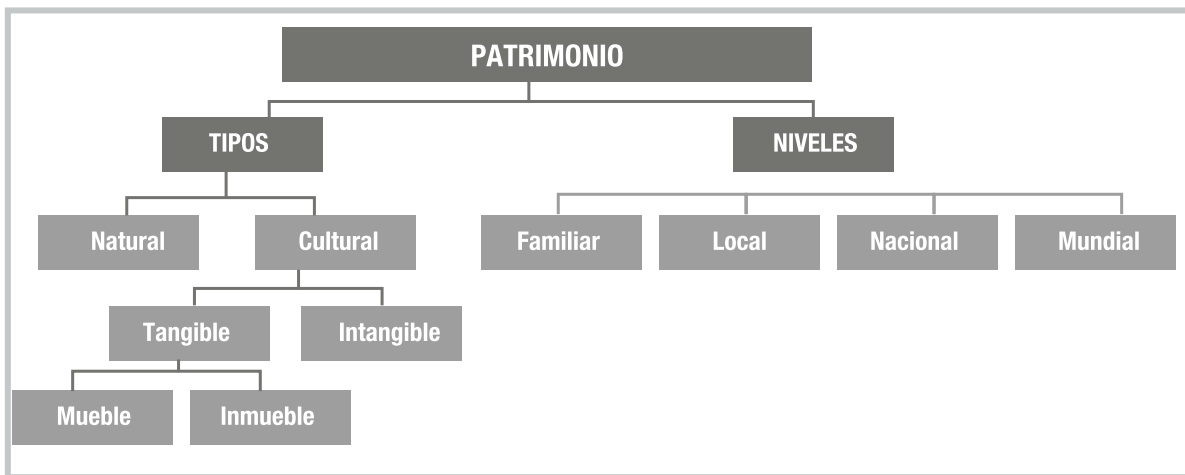 PATRIMONIO
TIPOS
NIVELES
Natural
Cultural
Familiar
Local
Nacional
Mundial
Tangible
Intangible
Mueble
Inmueble